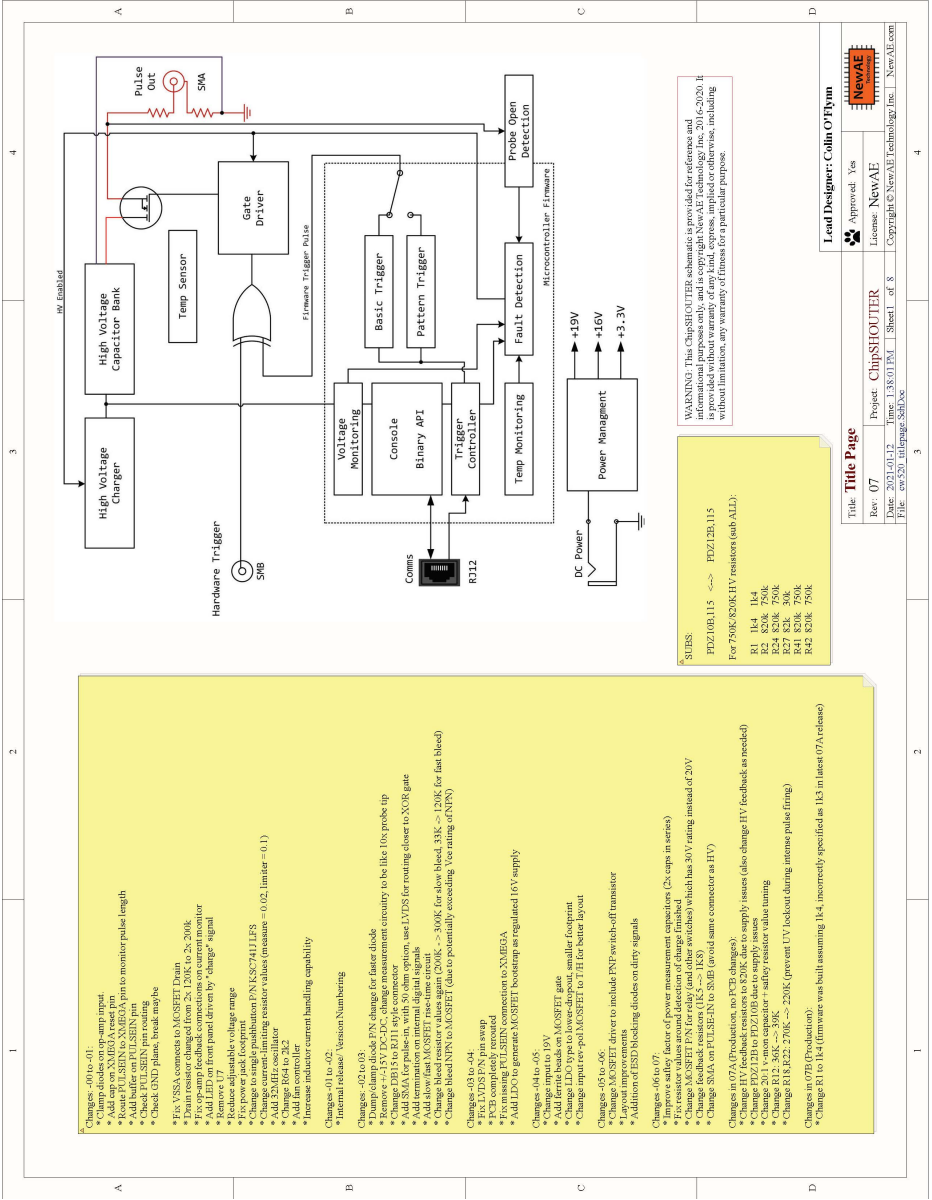 Changes: -00 to -01:
* Clamp diodes on op-amp input.
* Add cap on XMEGA reset pin
* Route PULSEIN to XMEGA pin to monitor pulse length
* Add buffer on PULSEIN pin
* Check PULSEIN pin routing
* Check GND plane, break maybe
* Fix VSSA connects to MOSFET Drain
* Drain resistor changed from: 2x 120K to 2x 200k
* Fix op-amp feedback connections on current monitor
* Add LED on front panel driven by "charge" signal
* Remove U7
* Reduce adjustable voltage range
* Fix power jack footprint
* Change to single pushbutton P/N KSC741J LFS
* Change current-limiting resistor values (measure = 0.02, limiter = 0.11)
* Add 32MHz oscillator
* Change R64 to 2k2
* Add fan controller
* Increase inductor current handling capability
Changes -01 to -02:
* Internal release/ Version Numbering
Changes: -02 to 03:
* Dump/clamp diode P/N change for faster diode
* Remove +/-15V DC-DC, change measurement circuitry to be like 10x probe tip
* Change DB15 to RJ11 style connector
* Add SMA for pulse-in, with 50 ohm option, use LVDS for routing closer to XOR gate
* Add termination on internal digital signals
* Add slow/fast MOSFET rise-time circuit
* Change bleed resistor values again (200K -> 300K for slow bleed, 33K -> 120K for fast bleed)
* Change bleed NPN to MOSFET (due to potentially exceeding Vce rating of NPN)
Changes -03 to -04:
* Fix LVDS P/N pin swap
* PCB completely rerouted
* Fix missing PULSEIN connection to XMEGA
* Add LDO to generate MOSFET bootstrap as regulated 16V supply
Changes -04 to -05:
* Change input to 19V
* Add ferrite beads on MOSFET gate
* Change LDO type to lower-dropout, smaller footprint
* Change input rev-pol MOSFET to T/H for better layout
Changes -05 to -06:
* Change MOSFET driver to include PNP switch-off transistor
* Layout improvements
* Addition of ESD blocking diodes on dirty signals
Changes -06 to 07:
* Improve safley factor of power measurement capacitors (2x caps in series)
* Fix resistor values around detection of charge finished
* Change MOSFET P/N for relay (and other switches) which has 30V rating instead of 20V
* Change feedback resistors (1K5 --> 1K8)
* Change SMA on PULSE-IN to SMB (avoid same connector as HV)
Changes in 07A (Production, no PCB changes):
* Change HV feedback resistors to 820K due to supply issues (also change HV feedback as needed)
* Change PDZ12B to PDZ10B due to supply issues
* Change 20:1 v-mon capacitor + saftey resistor value tuning
* Change R12: 36K --> 39K
* Change R18,R22: 270K --> 220K (prevent UV lockout during intense pulse firing)
Changes in 07B (Production):
* Change R1 to 1k4 (firmware was built assuming 1k4, incorrectly specified as 1k3 in latest 07A release)
HV Enabled
High Voltage
Charger
High Voltage
Capacitor Bank
Pulse
Out
SMA
Temp Sensor
Gate
Driver
Hardware Trigger
SMB
Firmware Trigger Pulse
Voltage
Monitoring
Console
Binary API
Trigger
Controller
Basic Trigger
Pattern Trigger
Comms
RJ12
Temp Monitoring
Fault Detection
Probe Open
Detection
Microcontroller Firmware
DC Power
Power Managment
+19V
+16V
+3.3V
SUBS:
PDZ10B,115 <--> PDZ12B,115
For 750K/820K HV resistors (sub ALL):
R1 1k4 1k4
R2 820k 750k
R24 820k 750k
R27 82k 30k
R41 820k 750k
R42 820k 750k
WARNING: This ChipSHOUTER schematic is provided for reference and
informational purposes only, and is copyright NewAE Technology Inc, 2016-2020. It
is provided without warranty of any kind, express, implied or otherwise, including
without limitation, any warranty of fitness for a particular purpose.
Lead Designer: Colin O'Flynn
Title: Title Page
Approved: Yes
NewAE
Technology
Rev: 07
Project: ChipSHOUTER
License: NewAE
Date: 2021-01-12
Time: 1:38:01 PM
Sheet 1 of 8
Copyright © NewAE Technology Inc.
NewAE.com
File: cw520_titlepage.SchDoc
1
2
3
4
1
2
3
4
A
B
C
D
A
B
C
D